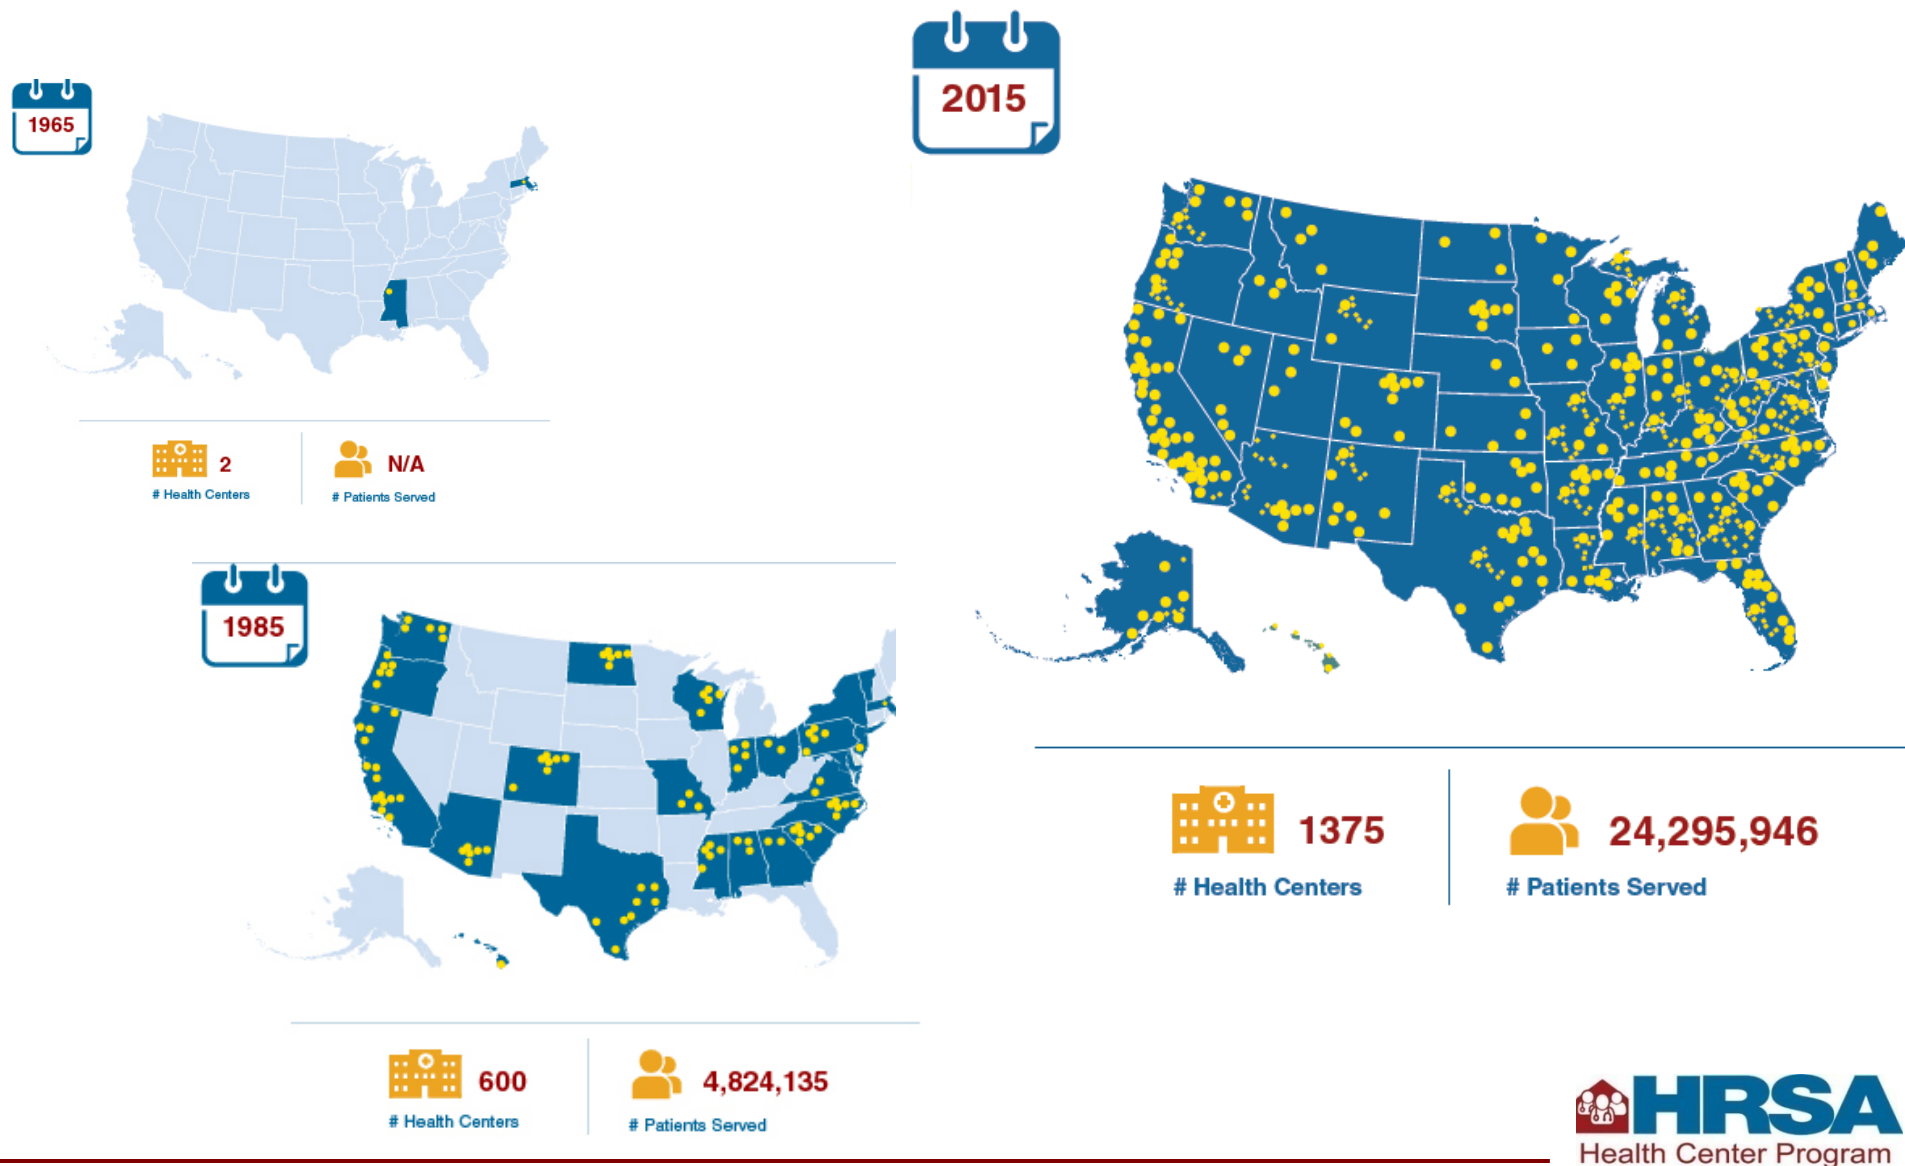 1965
2
# Health Centers
N/A
# Patients Served
1985
600
# Health Centers
4,824,135
# Patients Served
2015
1375
# Health Centers
24,295,946
# Patients Served
HRSA
Health Center Program